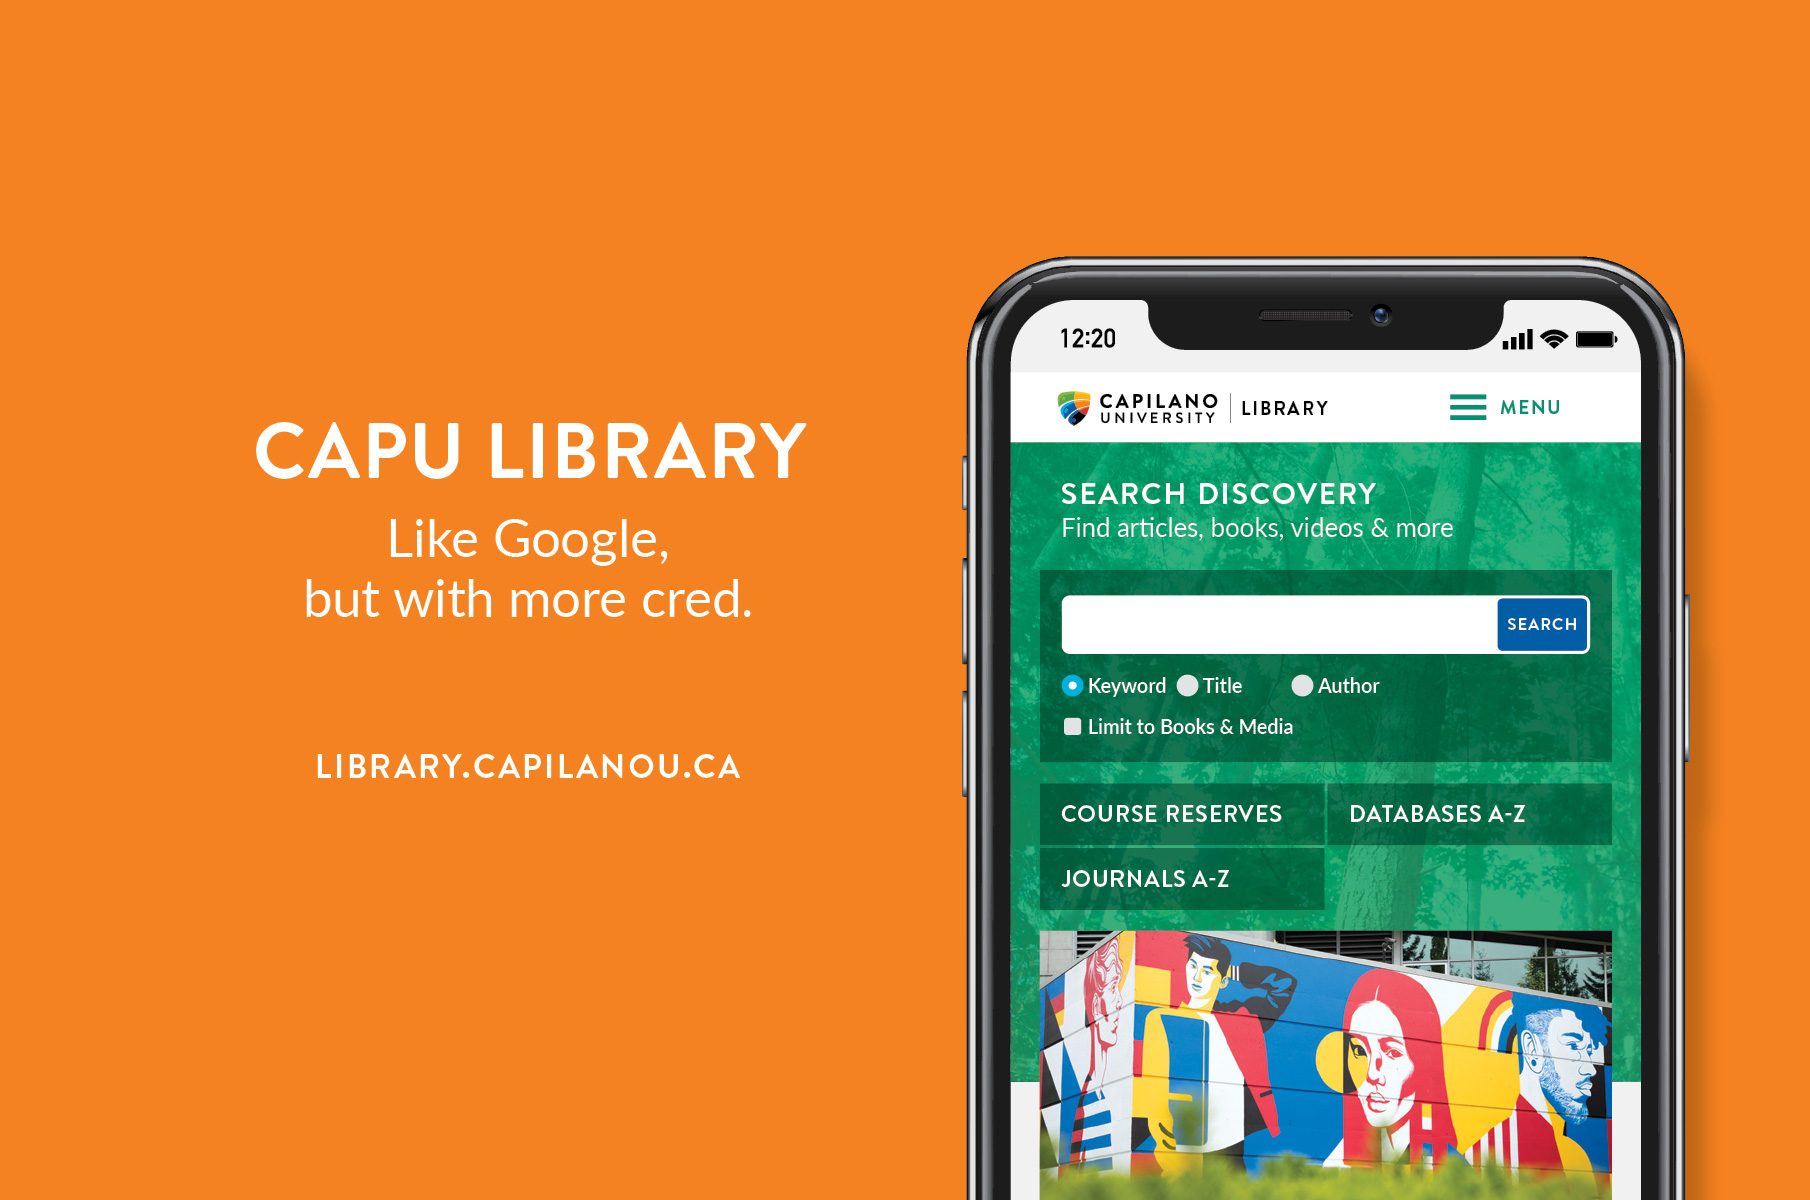 CAPU LIBRARY
Like Google,
but with more cred.
LIBRARY.CAPILANOU.CA
12:20
CAPILANO
UNIVERSITY
LIBRARY
MENU
SEARCH DISCOVERY
Find articles, books, videos & more
SEARCH
Keyword Title Author
Limit to Books & Media
COURSE RESERVES
DATABASES A-Z
JOURNALS A-Z